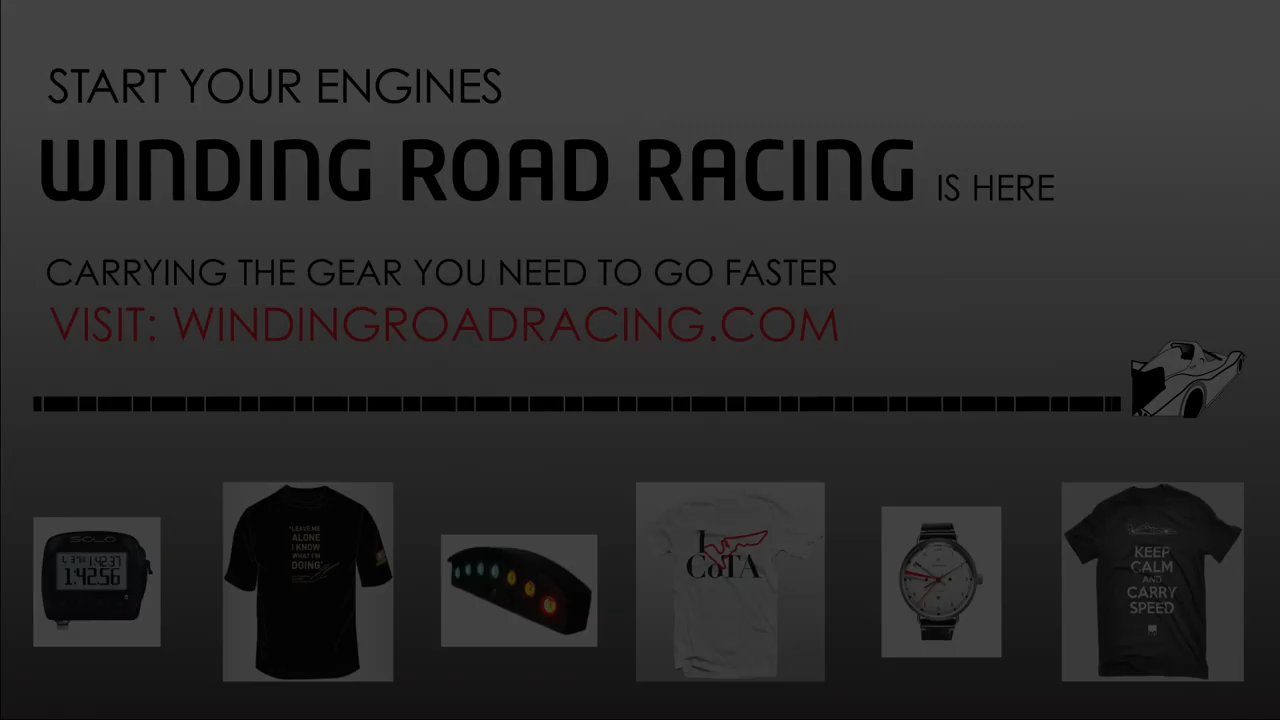 START YOUR ENGINES
WINDING ROAD RACING IS HERE
CARRYING THE GEAR YOU NEED TO GO FASTER
VISIT: WINDINGROADRACING.COM
SOLO
1:42.56
"LEAVE ME
ALONE
I KNOW
WHAT I'M
DOING"
I
CoTA
KEEP
CALM
AND
CARRY
SPEED